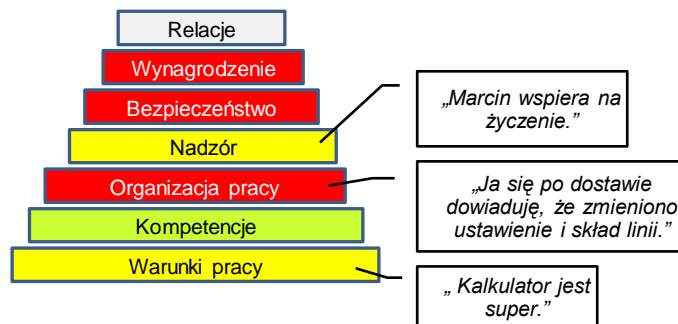 Relacje
Wynagrodzenie
Bezpieczeństwo
Nadzór
Organizacja pracy
Kompetencje
Warunki pracy
„Marcin wspiera na
życzenie.”
„Ja się po dostawie
dowiaduję, że zmieniono
ustawienie i skład linii.”
„ Kalkulator jest
super.”